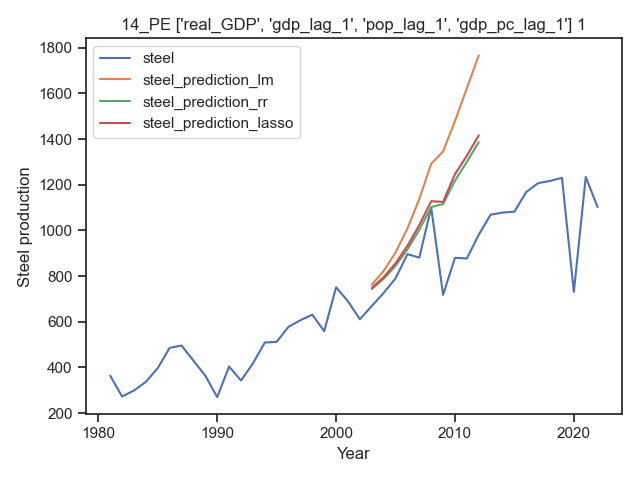 14_PE ['real_GDP', 'gdp_lag_1', 'pop_lag_1', 'gdp_pc_lag_1'] 1
steel
steel_prediction_lm
steel_prediction_rr
steel_prediction_lasso
Steel production
1800
1600
1400
1200
1000
800
600
400
200
1980
1990
2000
2010
2020
Year